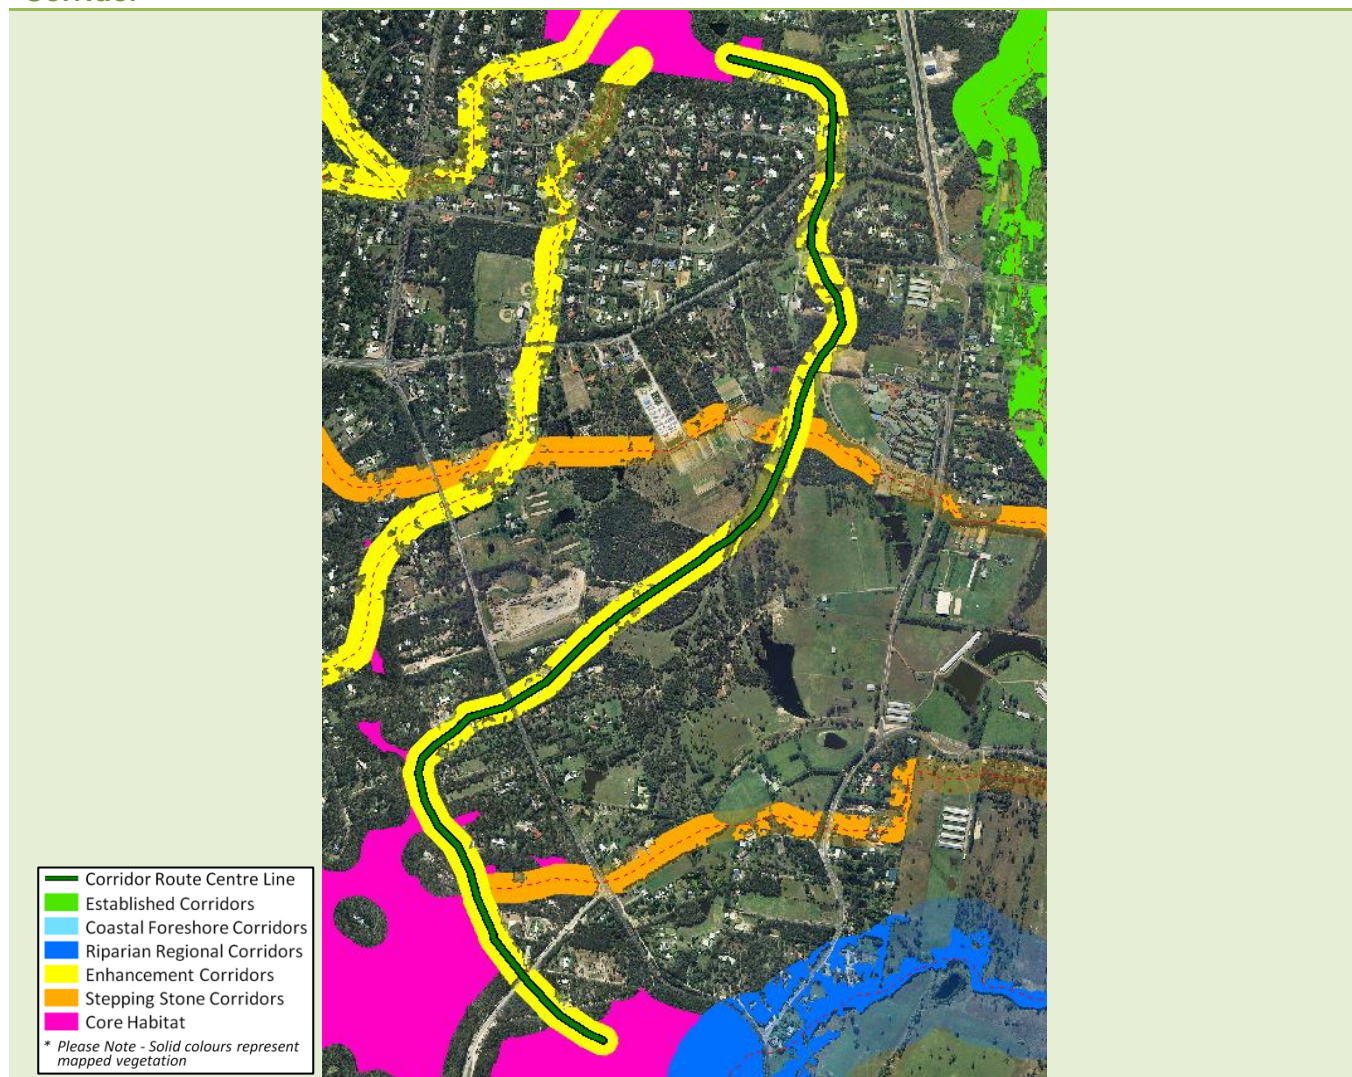 Corridor Route Centre Line
Established Corridors
Coastal Foreshore Corridors
Riparian Regional Corridors
Enhancement Corridors
Stepping Stone Corridors
Core Habitat
* Please Note - Solid colours represent
mapped vegetation